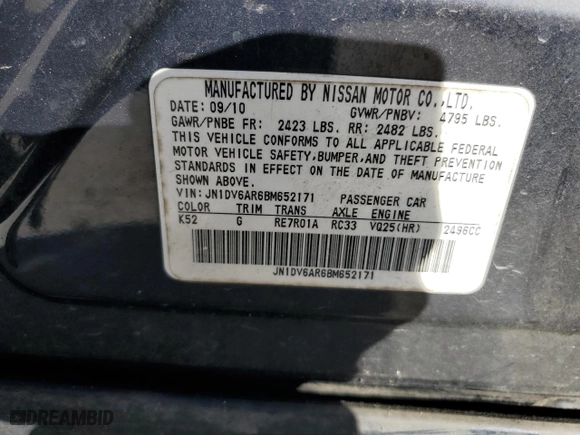 MANUFACTURED BY NISSAN MOTOR CO.,LTD.
DATE: 09/10 GVWR/PNBV: 4795 LBS.
GAWR/PNBE FR: 2423 LBS. RR: 2482 LBS.
THIS VEHICLE CONFORMS TO ALL APPLICABLE FEDERAL
MOTOR VEHICLE SAFETY,BUMPER,AND THEFT PREVENTION
STANDARDS IN EFFECT ON THE DATE OF MANUFACTURE
SHOWN ABOVE.
VIN: JN1DV6AR6BM652171 PASSENGER CAR
COLOR TRIM TRANS AXLE ENGINE
K52 G RE7R01A RC33 VQ25(HR) 2496CC
JN1DV6AR6BM652171
DREAMBID